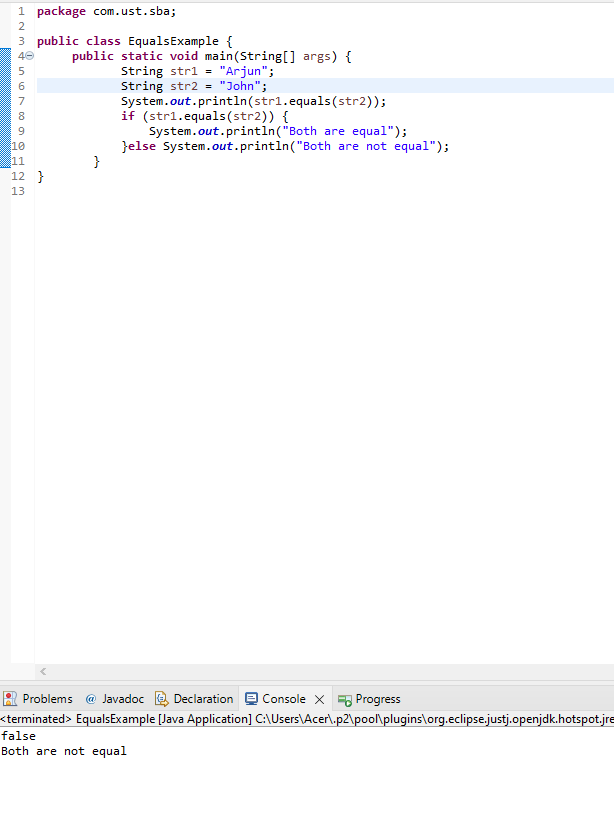 1 package com.ust.sba;
2
3 public class EqualsExample {
4 public static void main(String[] args) {
5 String str1 = "Arjun";
6 String str2 = "John";
7 System.out.println(str1.equals(str2));
8 if (str1.equals(str2)) {
9 System.out.println("Both are equal");
10 }else System.out.println("Both are not equal");
11 }
12 }
13
Problems @ Javadoc Declaration Console Progress
<terminated> EqualsExample [Java Application] C:\Users\Acer\.p2\pool\plugins\org.eclipse.justj.openjdk.hotspot.jre
false
Both are not equal